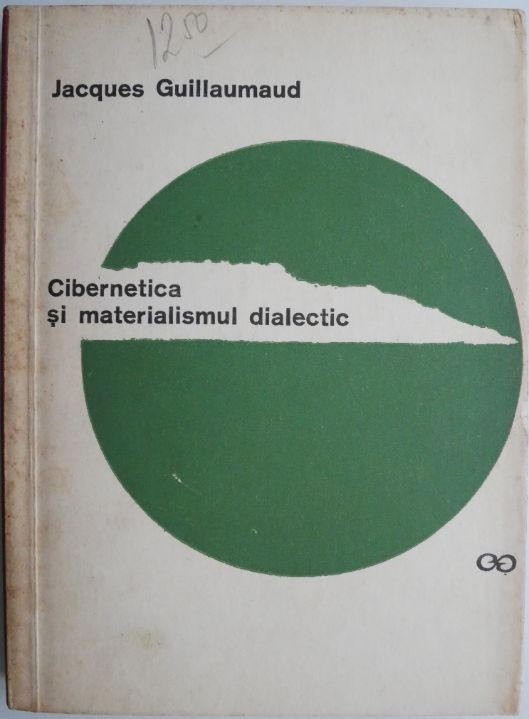 1250
Jacques Guillaumaud
Cibernetica
și materialismul dialectic